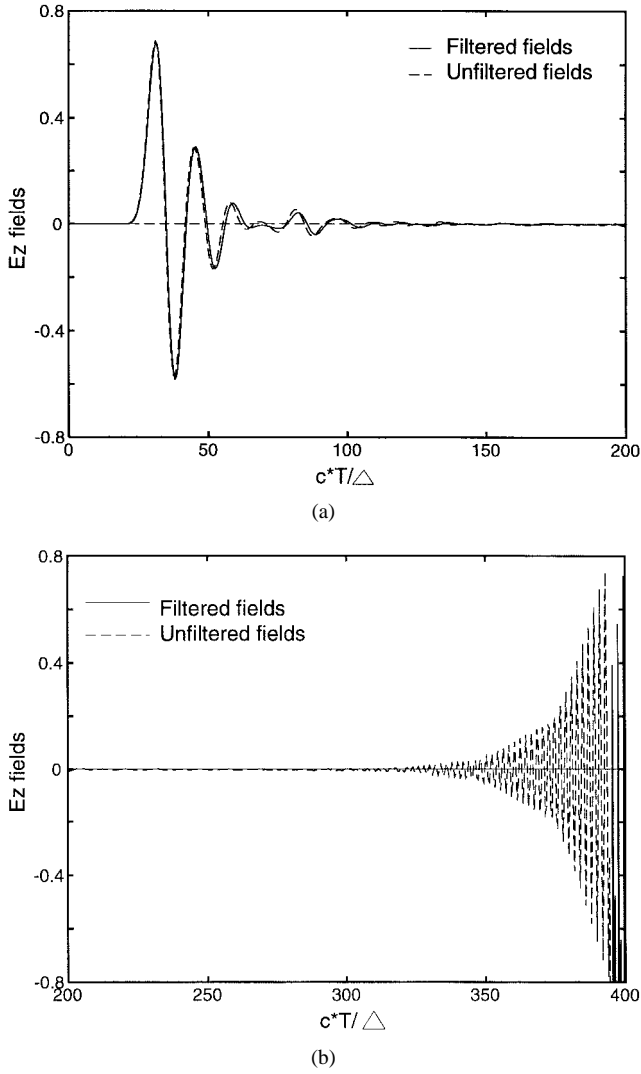 0.8
Filtered fields
Unfiltered fields
0.4
Ez fields
0
-0.4
-0.8
0
50
100
150
200
c*T/△
(a)
0.8
Filtered fields
Unfiltered fields
0.4
Ez fields
0
-0.4
-0.8
200
250
300
350
400
c*T/△
(b)